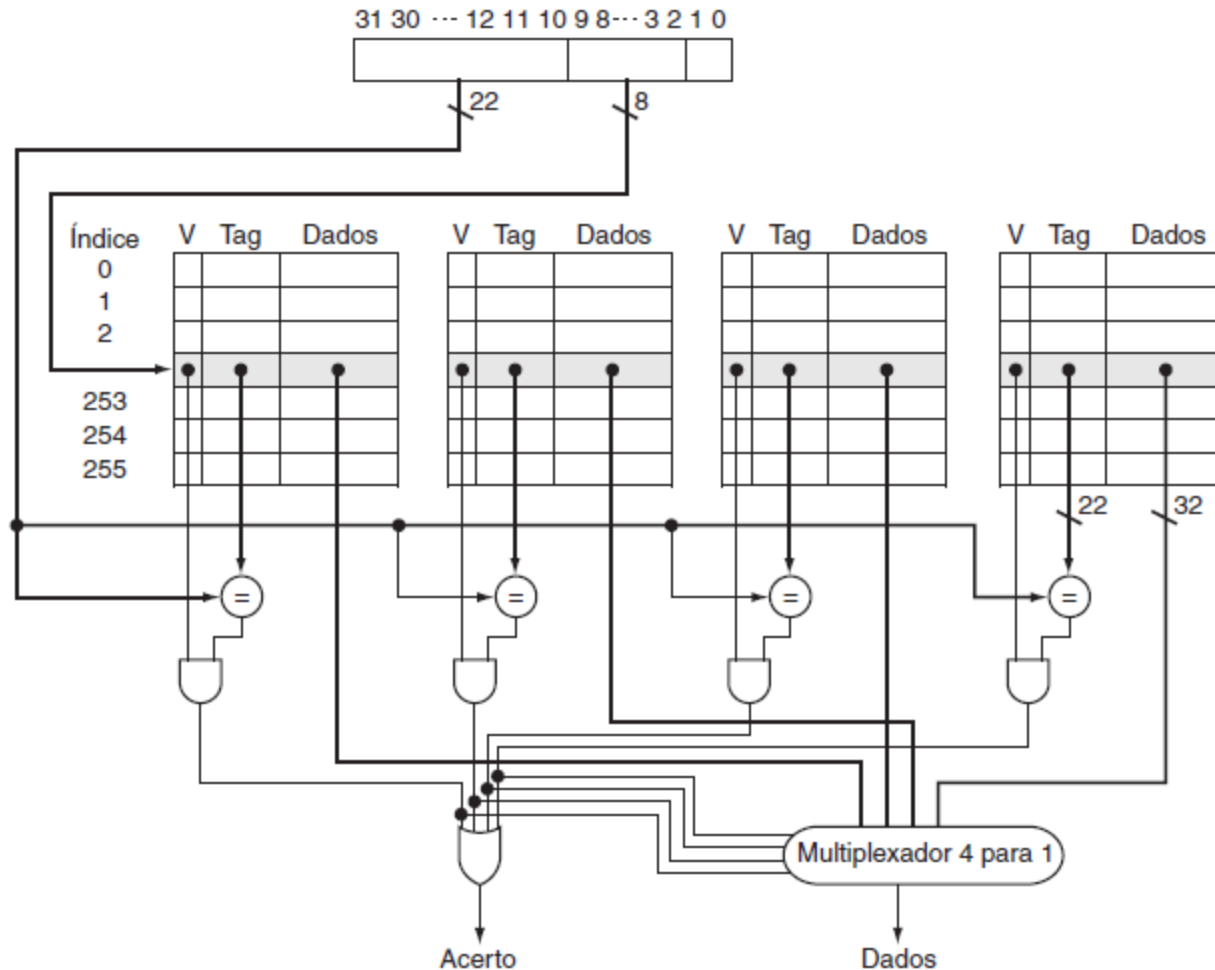 31 30 ··· 12 11 10 9 8 ··· 3 2 1 0
22
8
Índice V Tag Dados V Tag Dados V Tag Dados V Tag Dados
0
1
2
253
254
255
22 32
= = = =
Multiplexador 4 para 1
Acerto Dados